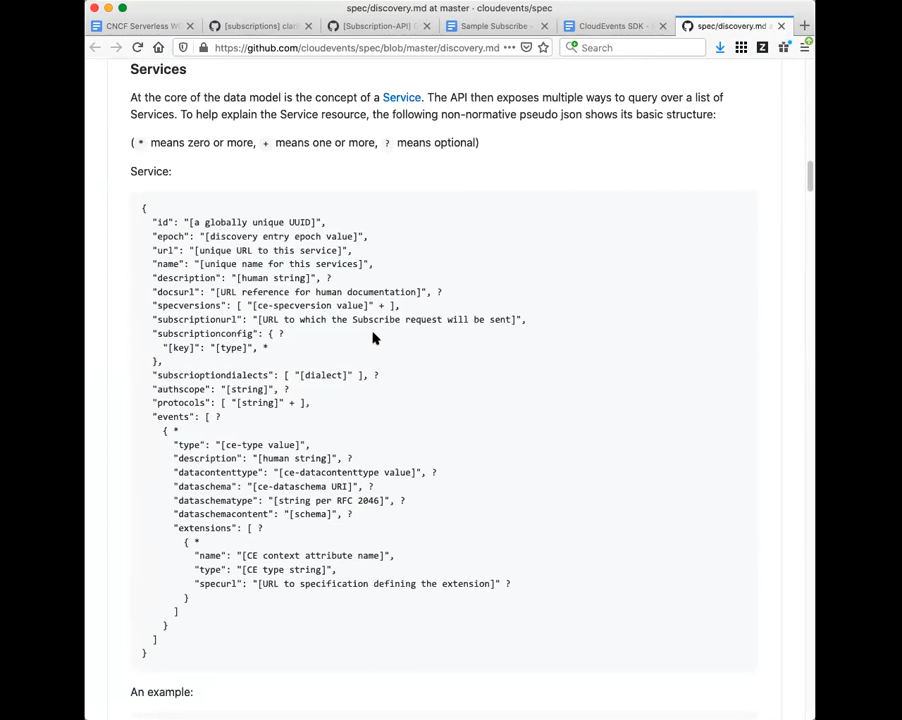 spec/discovery.md at master · cloudevents/spec
CNCF Serverless W
[subscriptions] clari
[Subscription-API]
Sample Subscribe -
CloudEvents SDK -
spec/discovery.md a
https://github.com/cloudevents/spec/blob/master/discovery.md
Search
Services
At the core of the data model is the concept of a Service. The API then exposes multiple ways to query over a list of
Services. To help explain the Service resource, the following non-normative pseudo json shows its basic structure:
( * means zero or more, + means one or more, ? means optional)
Service:
{
"id": "[a globally unique UUID]",
"epoch": "[discovery entry epoch value]",
"url": "[unique URL to this service]",
"name": "[unique name for this services]",
"description": "[human string]", ?
"docsurl": "[URL reference for human documentation]", ?
"specversions": [ "[ce-specversion value]" + ],
"subscriptionurl": "[URL to which the Subscribe request will be sent]",
"subscriptionconfig": { ?
"[key]": "[type]", *
},
"subscrioptiondialects": [ "[dialect]" ], ?
"authscope": "[string]", ?
"protocols": [ "[string]" + ],
"events": [ ?
{ *
"type": "[ce-type value]",
"description": "[human string]", ?
"datacontenttype": "[ce-datacontenttype value]", ?
"dataschema": "[ce-dataschema URI]", ?
"dataschematype": "[string per RFC 2046]", ?
"dataschemacontent": "[schema]", ?
"extensions": [ ?
{ *
"name": "[CE context attribute name]",
"type": "[CE type string]",
"specurl": "[URL to specification defining the extension]" ?
}
]
}
]
}
An example: